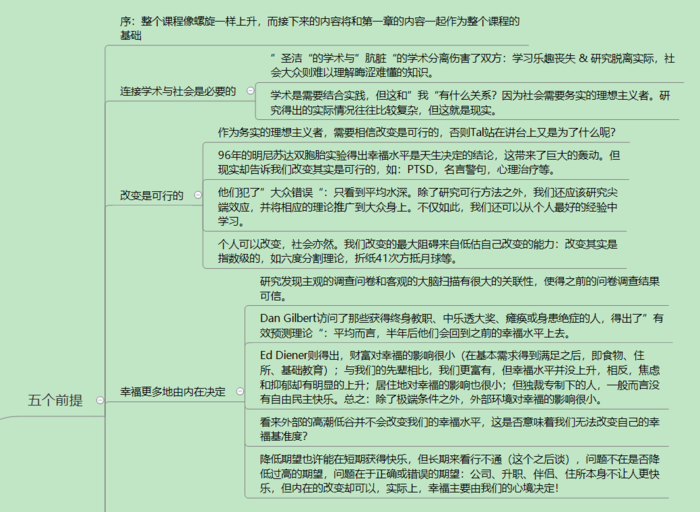 序：整个课程像螺旋一样上升，而接下来的内容将和第一章的内容一起作为整个课程的
基础
”圣洁“的学术与”肮脏“的学术分离伤害了双方：学习乐趣丧失 & 研究脱离实际，社
会大众则难以理解晦涩难懂的知识。
连接学术与社会是必要的
学术是需要结合实践，但这和”我“有什么关系？因为社会需要务实的理想主义者。研
究得出的实际情况往往比较复杂，但这就是现实。
作为务实的理想主义者，需要相信改变是可行的，否则Tal站在讲台上又是为了什么呢？
96年的明尼苏达双胞胎实验得出幸福水平是天生决定的结论，这带来了巨大的轰动。但
现实却告诉我们改变其实是可行的，如：PTSD，名言警句，心理治疗等。
改变是可行的
他们犯了”大众错误“：只看到平均水深。除了研究可行方法之外，我们还应该研究尖
端效应，并将相应的理论推广到大众身上。不仅如此，我们还可以从个人最好的经验中
学习。
个人可以改变，社会亦然。我们改变的最大阻碍来自低估自己改变的能力：改变其实是
指数级的，如六度分割理论，折纸41次方抵月球等。
研究发现主观的调查问卷和客观的大脑扫描有很大的关联性，使得之前的问卷调查结果
可信。
Dan Gilbert访问了那些获得终身教职、中乐透大奖、瘫痪或身患绝症的人，得出了”有
效预测理论“：平均而言，半年后他们会回到之前的幸福水平上去。
Ed Diener则得出，财富对幸福的影响很小（在基本需求得到满足之后，即食物、住
所、基础教育）；与我们的先辈相比，我们更富有，但幸福水平并没上升，相反，焦虑
和抑郁却有明显的上升；居住地对幸福的影响也很小；但独裁专制下的人，一般而言没
有自由民主快乐。总之：除了极端条件之外，外部环境对幸福的影响很小。
五个前提
幸福更多地由内在决定
看来外部的高潮低谷并不会改变我们的幸福水平，这是否意味着我们无法改变自己的幸
福基准度？
降低期望也许能在短期获得快乐，但长期来看行不通（这个之后谈），问题不在是否降
低过高的期望，问题在于正确或错误的期望：公司、升职、伴侣、住所本身不让人更快
乐，但内在的改变却可以，实际上，幸福主要由我们的心境决定！